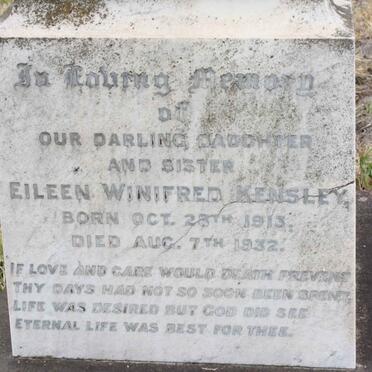 In Loving Memory
of
OUR DARLING DAUGHTER
AND SISTER
EILEEN WINIFRED KENSLEY,
BORN OCT. 28TH 1913.
DIED AUG. 7TH 1932.
IF LOVE AND CARE WOULD DEATH PREVENT
THY DAYS HAD NOT SO SOON BEEN SPENT,
LIFE WAS DESIRED BUT GOD DID SEE
ETERNAL LIFE WAS BEST FOR THEE.